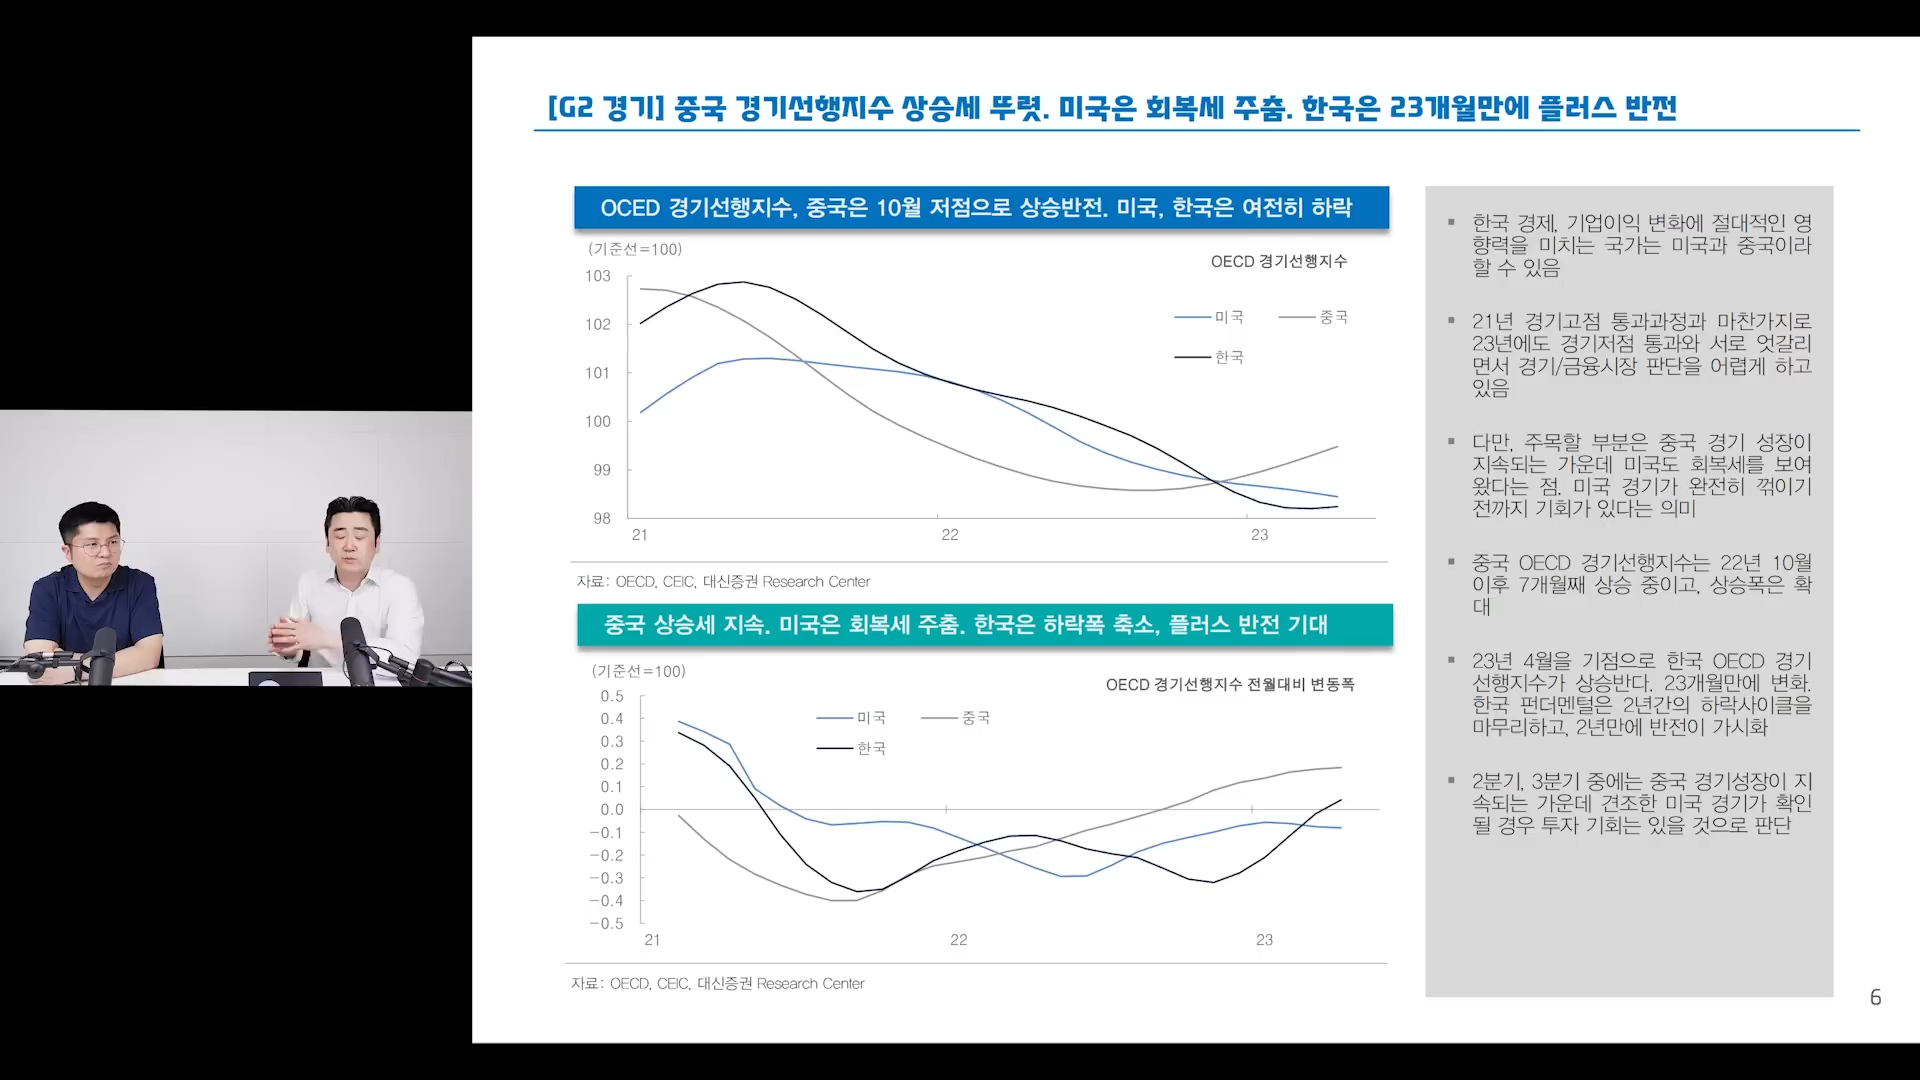 [G2 경기] 중국 경기선행지수 상승세 뚜렷. 미국은 회복세 주춤. 한국은 23개월만에 플러스 반전
OCED 경기선행지수, 중국은 10월 저점으로 상승반전. 미국, 한국은 여전히 하락
(기준선=100)
OECD 경기선행지수
103
102
101
100
99
98
미국
중국
한국
21
22
23
자료: OECD, CEIC, 대신증권 Research Center
중국 상승세 지속. 미국은 회복세 주춤. 한국은 하락폭 축소, 플러스 반전 기대
(기준선=100)
OECD 경기선행지수 전월대비 변동폭
0.5
0.4
0.3
0.2
0.1
0.0
-0.1
-0.2
-0.3
-0.4
-0.5
미국
중국
한국
21
22
23
자료: OECD, CEIC, 대신증권 Research Center
▪ 한국 경제, 기업이익 변화에 절대적인 영
향력을 미치는 국가는 미국과 중국이라
할 수 있음
▪ 21년 경기고점 통과과정과 마찬가지로
23년에도 경기저점 통과와 서로 엇갈리
면서 경기/금융시장 판단을 어렵게 하고
있음
▪ 다만, 주목할 부분은 중국 경기 성장이
지속되는 가운데 미국도 회복세를 보여
왔다는 점. 미국 경기가 완전히 꺾이기
전까지 기회가 있다는 의미
▪ 중국 OECD 경기선행지수는 22년 10월
이후 7개월째 상승 중이고, 상승폭은 확
대
▪ 23년 4월을 기점으로 한국 OECD 경기
선행지수가 상승반다. 23개월만에 변화.
한국 펀더멘털은 2년간의 하락사이클을
마무리하고, 2년만에 반전이 가시화
▪ 2분기, 3분기 중에는 중국 경기성장이 지
속되는 가운데 견조한 미국 경기가 확인
될 경우 투자 기회는 있을 것으로 판단
6